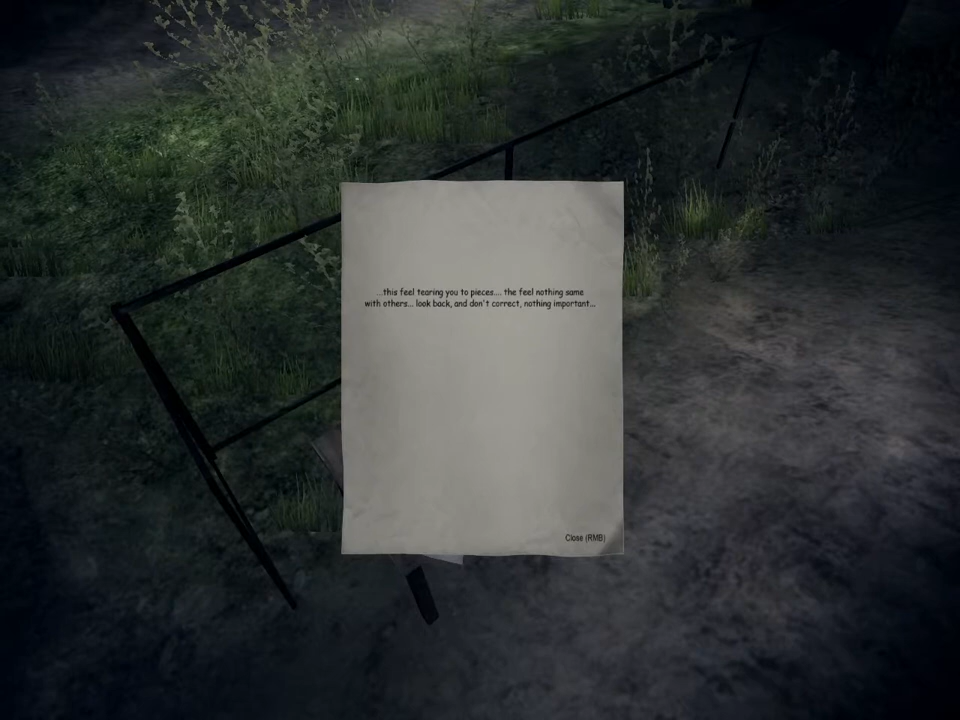 ...this feel tearing you to pieces.... the feel nothing same
with others... look back, and don't correct, nothing important...
Close (RMB)